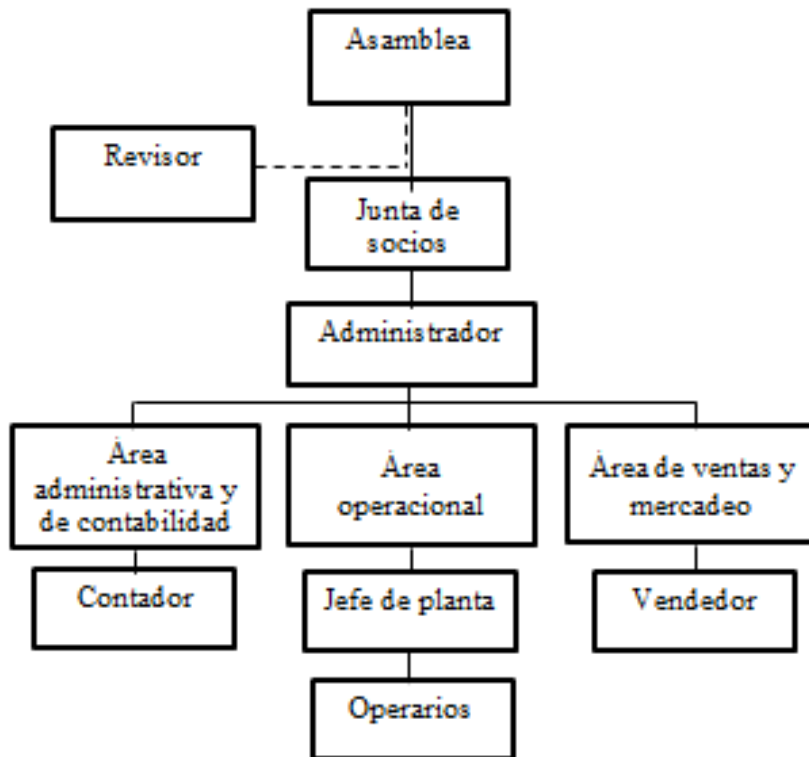 Asamblea
Revisor
Junta de
socios
Administrador
Área
administrativa y
de contabilidad
Área
operacional
Área de ventas y
mercadeo
Contador
Jefe de planta
Vendedor
Operarios